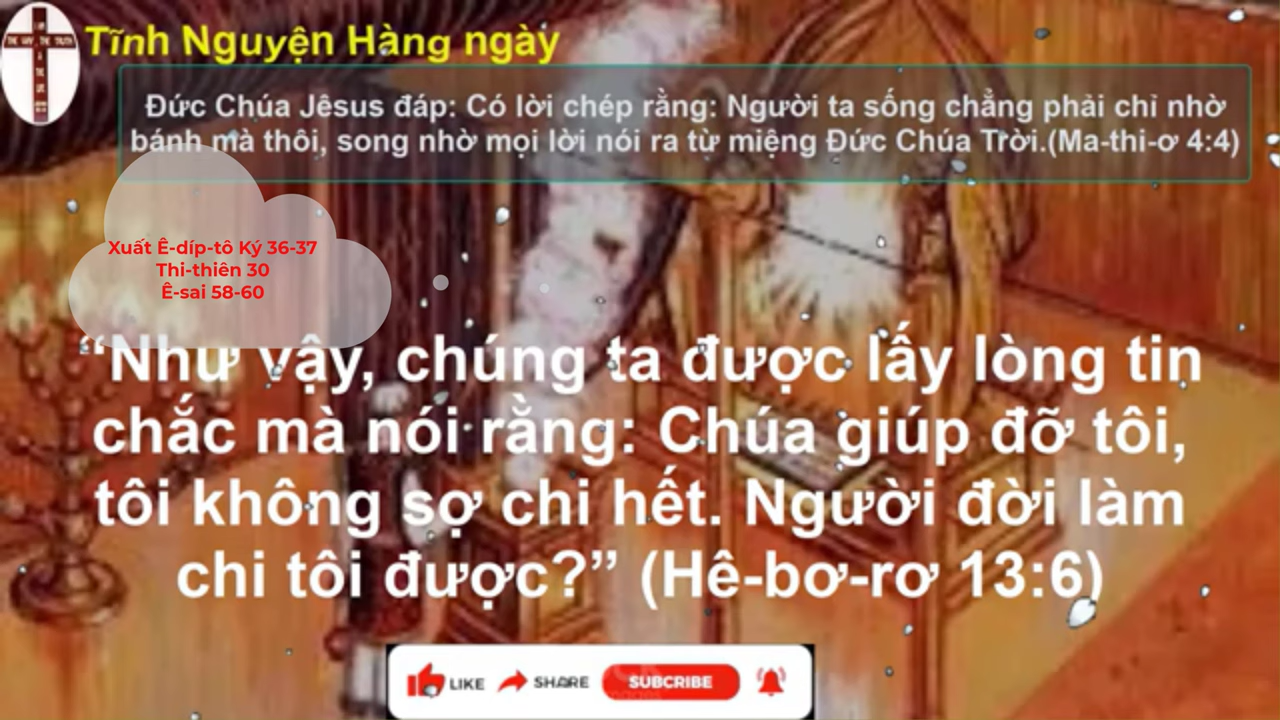 Tĩnh Nguyện Hàng ngày
Đức Chúa Jêsus đáp: Có lời chép rằng: Người ta sống chẳng phải chỉ nhờ
bánh mà thôi, song nhờ mọi lời nói ra từ miệng Đức Chúa Trời.(Ma-thi-ơ 4:4)
Xuất Ê-díp-tô Ký 36-37
Thi-thiên 30
Ê-sai 58-60
“Như vậy, chúng ta được lấy lòng tin
chắc mà nói rằng: Chúa giúp đỡ tôi,
tôi không sợ chi hết. Người đời làm
chi tôi được?” (Hê-bơ-rơ 13:6)
LIKE SHARE SUBCRIBE